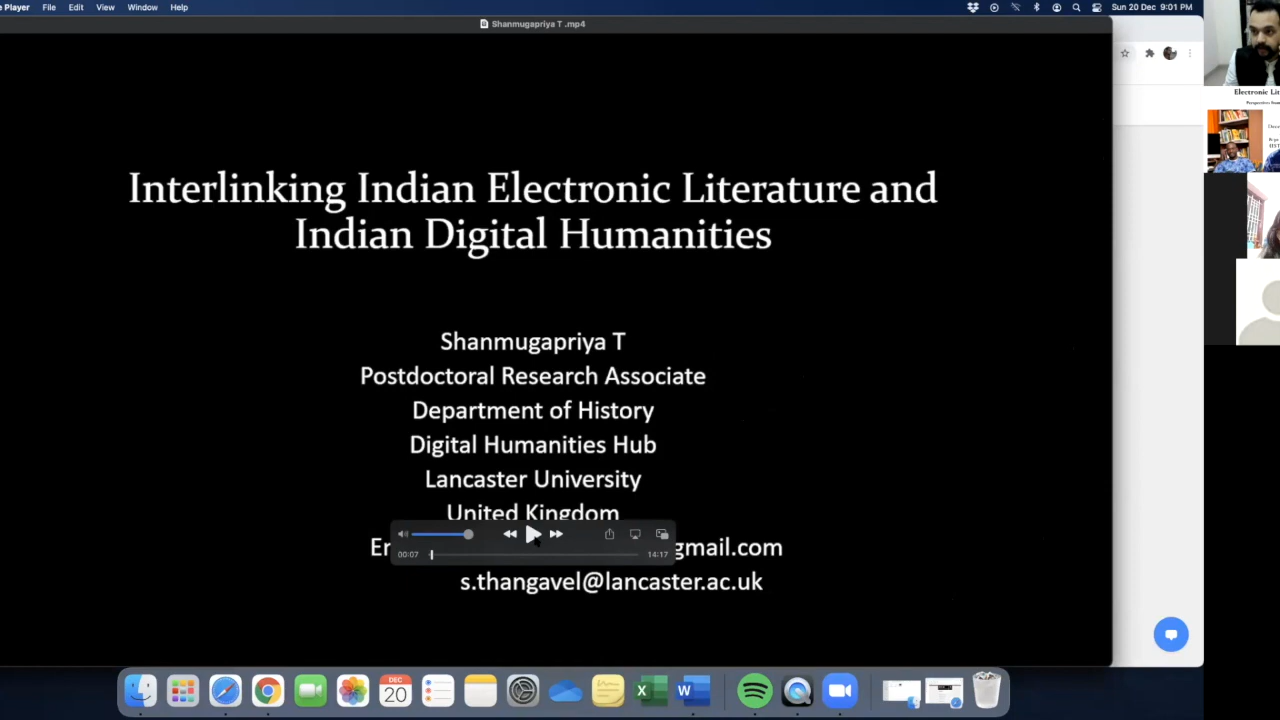 Player File Edit View Window Help
Sun 20 Dec 9:01 PM
Shanmugapriya T .mp4
Interlinking Indian Electronic Literature and
Indian Digital Humanities
Shanmugapriya T
Postdoctoral Research Associate
Department of History
Digital Humanities Hub
Lancaster University
United Kingdom
gmail.com
00:07
14:17
s.thangavel@lancaster.ac.uk
Electronic Lit
DEC
20